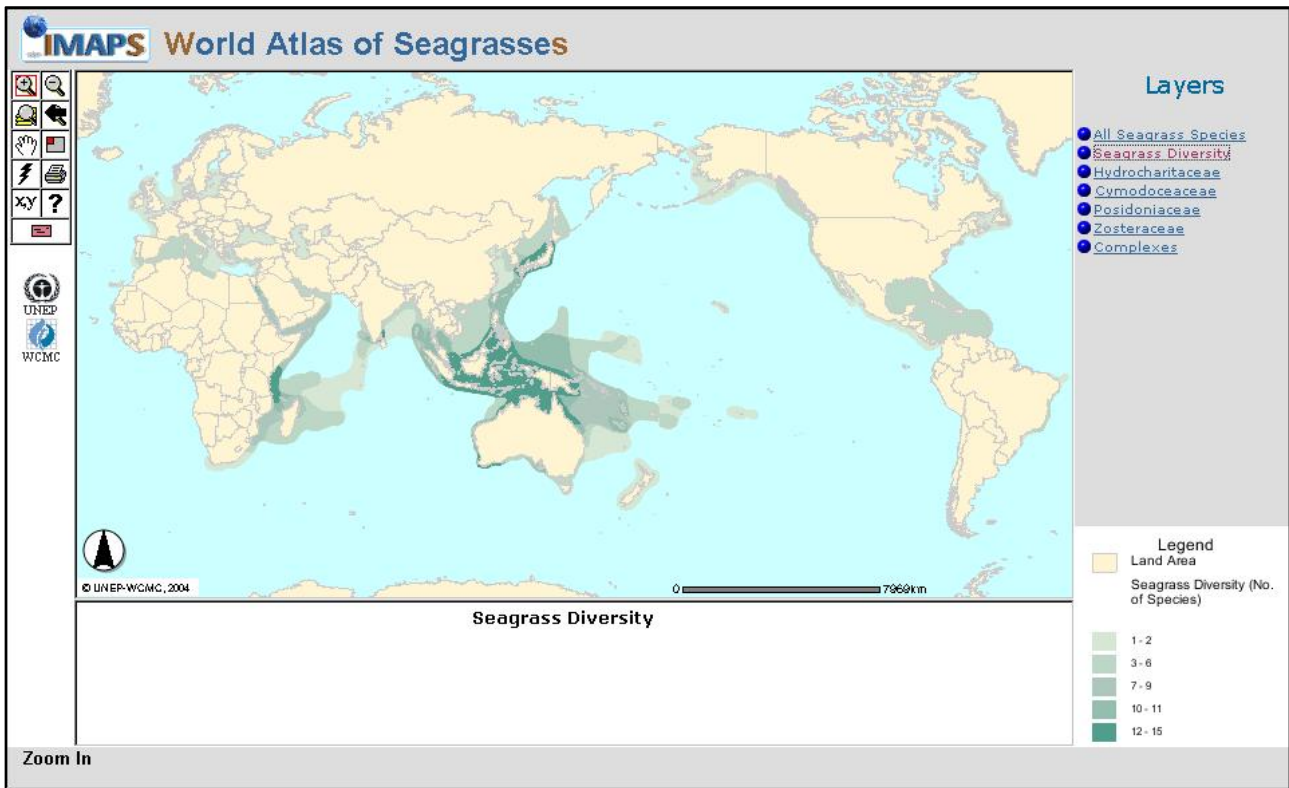 IMAPS World Atlas of Seagrasses
x,y ?
UNEP
WCMC
© UNEP-WCMC, 2004
0 7969km
Layers
All Seagrass Species
Seagrass Diversity
Hydrocharitaceae
Cymodoceaceae
Posidoniaceae
Zosteraceae
Complexes
Legend
Land Area
Seagrass Diversity (No.
of Species)
1 - 2
3 - 6
7 - 9
10 - 11
12 - 15
Seagrass Diversity
Zoom In